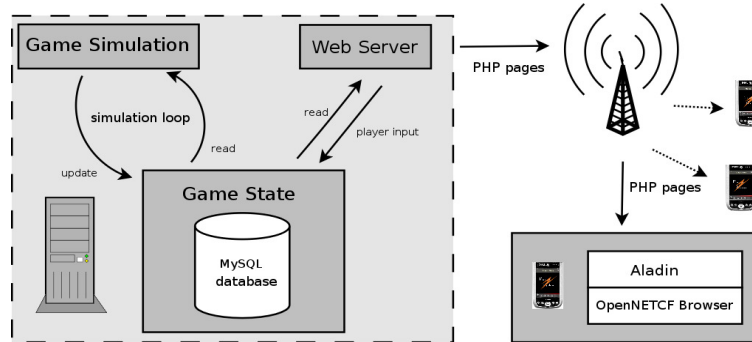 Game Simulation
Web Server
PHP pages
simulation loop
read
player input
read
update
Game State
PHP pages
MySQL
database
Aladin
OpenNETCF Browser